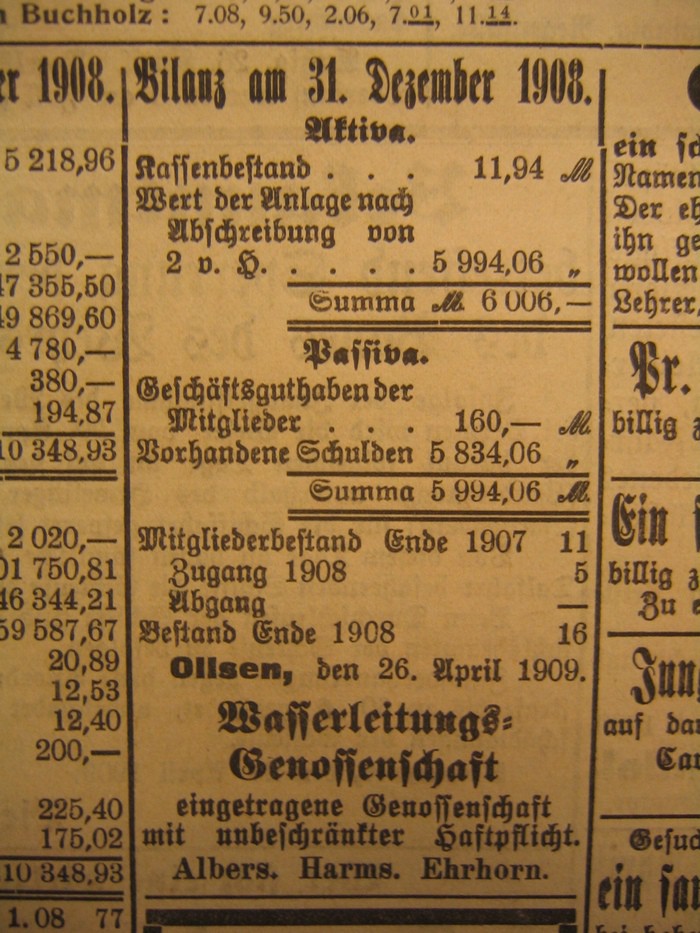 Buchholz: 7.08, 9.50, 2.06, 7.01, 11.14.
1908.
5 218,96
2 550,—
47 355,50
49 869,60
4 780,—
380,—
194,87
10 348,93
2 020,—
01 750,81
46 344,21
59 587,67
20,89
12,53
12,40
200,—
225,40
175,02
10 348,93
1.08 77
Bilanz am 31. Dezember 1908.
Aktiva.
Kassenbestand . . . 11,94 M
Wert der Anlage nach
Abschreibung von
2 v. H. . . . . 5 994,06 „
Summa M. 6 006,—
Passiva.
Geschäftsguthaben der
Mitglieder . . . 160,— M.
Vorhandene Schulden 5 834,06 „
Summa 5 994,06 M.
Mitgliederbestand Ende 1907 11
Zugang 1908 5
Abgang —
Bestand Ende 1908 16
Ollsen, den 26. April 1909.
Wasserleitungs-
Genossenschaft
eingetragene Genossenschaft
mit unbeschränkter Haftpflicht.
Albers. Harms. Ehrhorn.
ein
Namen
Der
ihn
wollen
Lehrer,
Pr.
billig
Ein
billig
Zu
auf
ein